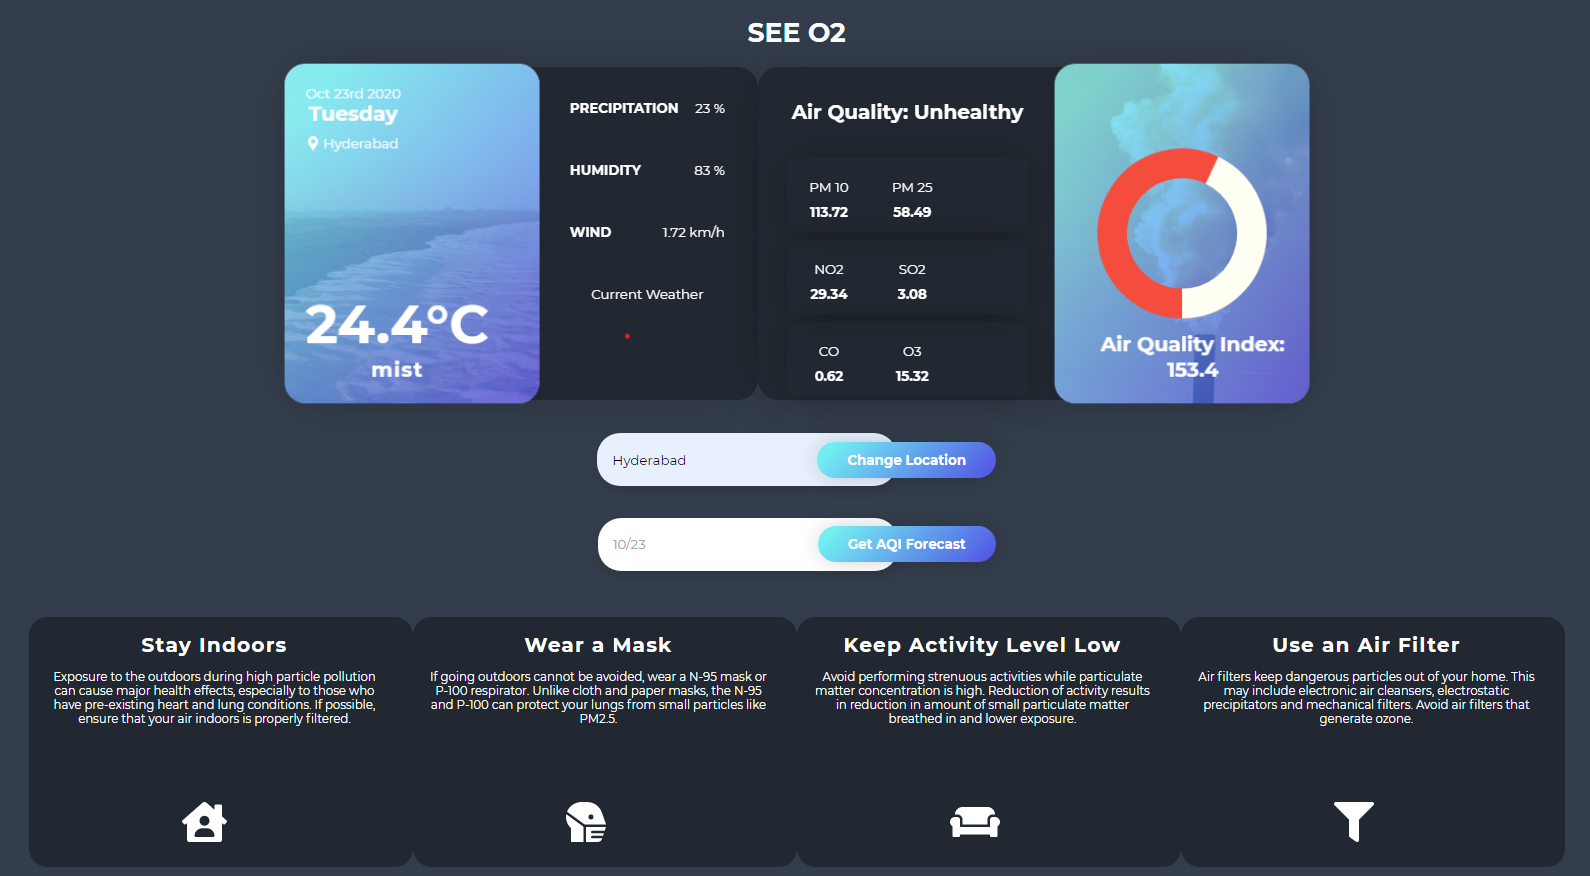 SEE O2
Oct 23rd 2020
Tuesday
Hyderabad
24.4°C
mist
PRECIPITATION 23 %
HUMIDITY 83 %
WIND 1.72 km/h
Current Weather
Air Quality: Unhealthy
PM 10 PM 25
113.72 58.49
NO2 SO2
29.34 3.08
CO O3
0.62 15.32
Air Quality Index:
153.4
Hyderabad
Change Location
10/23
Get AQI Forecast
Stay Indoors
Exposure to the outdoors during high particle pollution
can cause major health effects, especially to those who
have pre-existing heart and lung conditions. If possible,
ensure that your air indoors is properly filtered.
Wear a Mask
If going outdoors cannot be avoided, wear a N-95 mask or
P-100 respirator. Unlike cloth and paper masks, the N-95
and P-100 can protect your lungs from small particles like
PM2.5.
Keep Activity Level Low
Avoid performing strenuous activities while particulate
matter concentration is high. Reduction of activity results
in reduction in amount of small particulate matter
breathed in and lower exposure.
Use an Air Filter
Air filters keep dangerous particles out of your home. This
may include electronic air cleansers, electrostatic
precipitators and mechanical filters. Avoid air filters that
generate ozone.